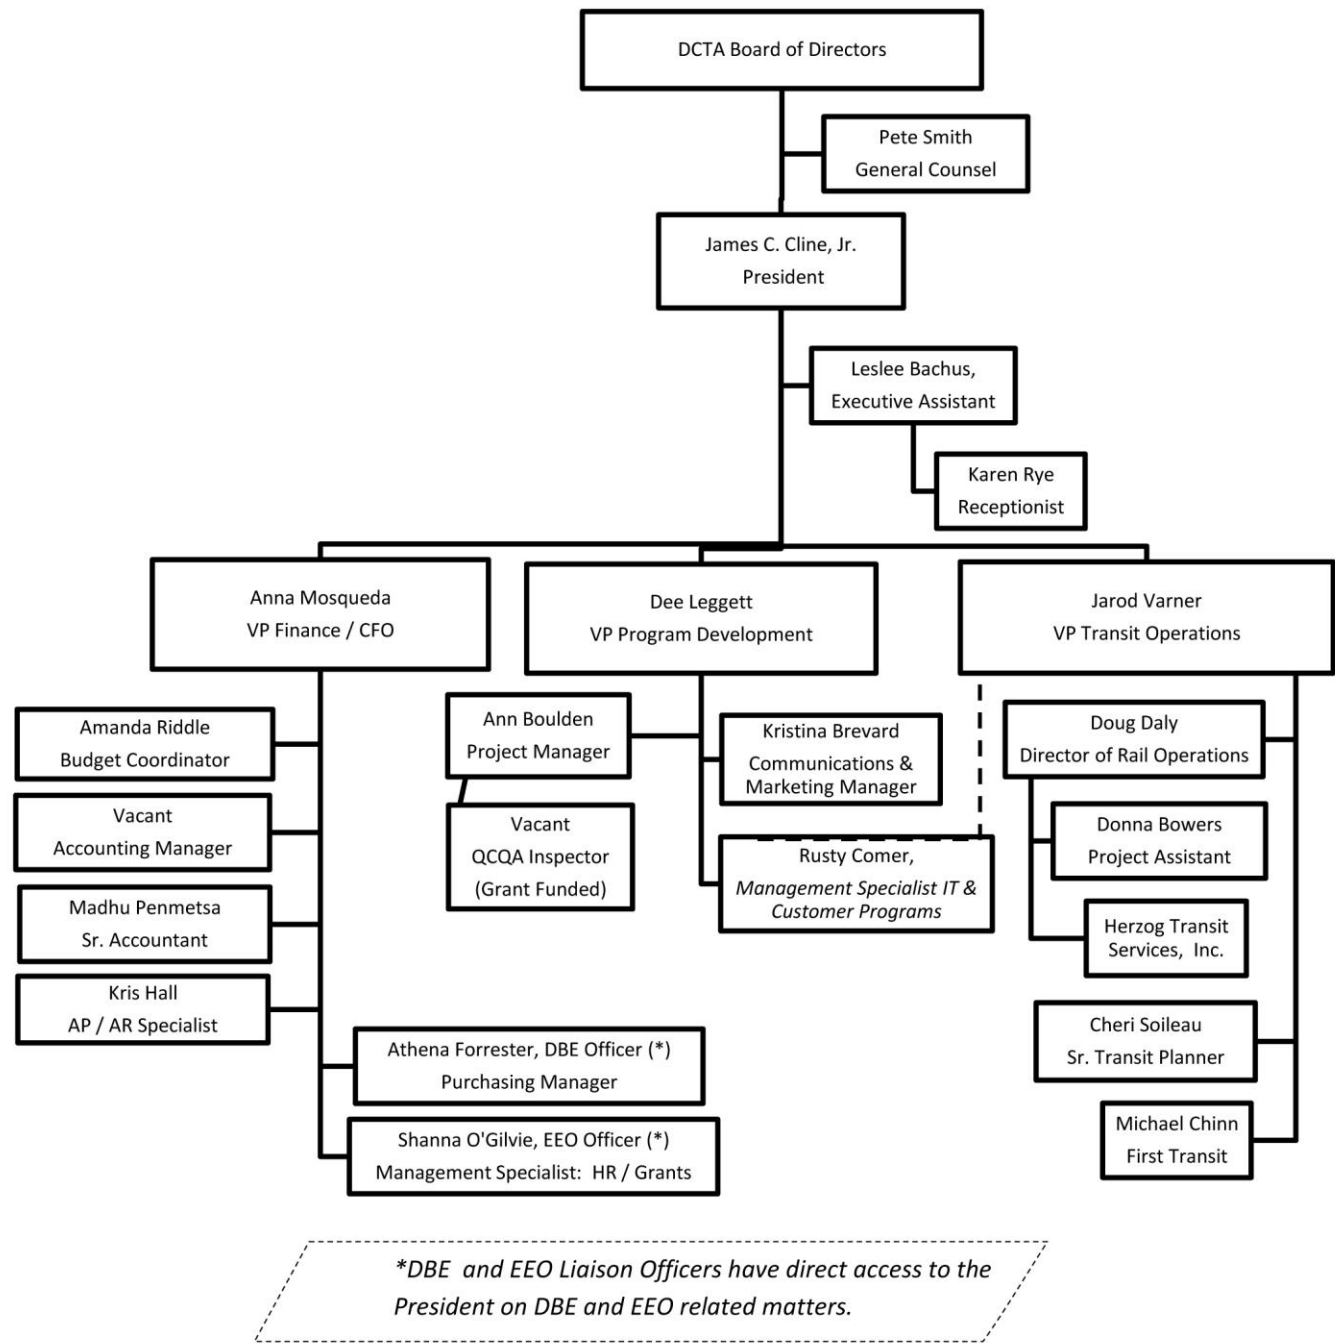 DCTA Board of Directors
Pete Smith
General Counsel
James C. Cline, Jr.
President
Leslee Bachus,
Executive Assistant
Karen Rye
Receptionist
Anna Mosqueda
VP Finance / CFO
Dee Leggett
VP Program Development
Jarod Varner
VP Transit Operations
Amanda Riddle
Budget Coordinator
Vacant
Accounting Manager
Madhu Penmetsa
Sr. Accountant
Kris Hall
AP / AR Specialist
Athena Forrester, DBE Officer (*)
Purchasing Manager
Shanna O'Gilvie, EEO Officer (*)
Management Specialist:  HR / Grants
Ann Boulden
Project Manager
Vacant
QCQA Inspector
(Grant Funded)
Kristina Brevard
Communications &
Marketing Manager
Rusty Comer,
Management Specialist IT &
Customer Programs
Doug Daly
Director of Rail Operations
Donna Bowers
Project Assistant
Herzog Transit
Services,  Inc.
Cheri Soileau
Sr. Transit Planner
Michael Chinn
First Transit
*DBE  and EEO Liaison Officers have direct access to the
President on DBE and EEO related matters.